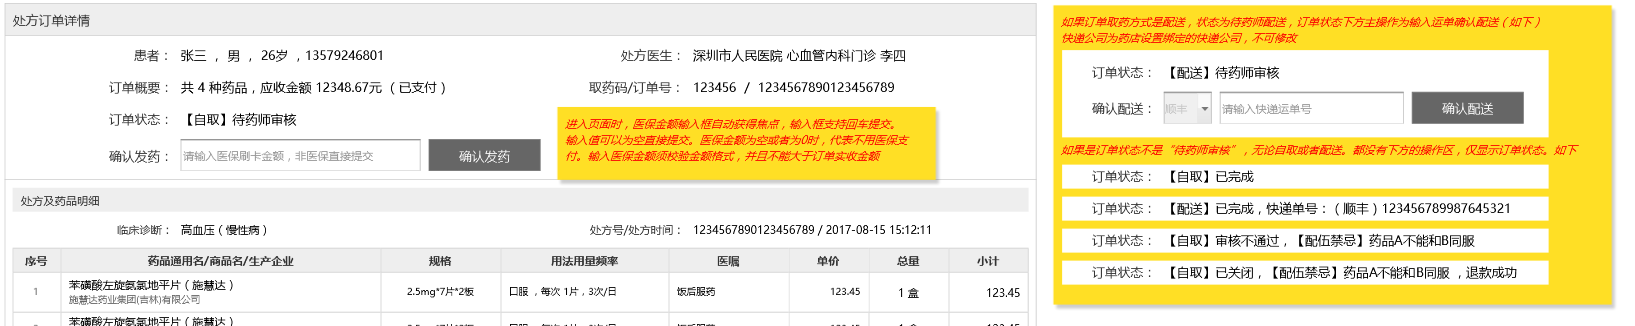 处方订单详情
患者： 张三 ， 男 ， 26岁 ，13579246801
处方医生： 深圳市人民医院 心血管内科门诊 李四
订单概要： 共 4 种药品，应收金额 12348.67元 （ 已支付 ）
取药码/订单号： 123456 / 1234567890123456789
订单状态： 【自取】待药师审核
确认发药： 请输入医保刷卡金额，非医保直接提交 确认发药
进入页面时，医保金额输入框自动获得焦点，输入框支持回车提交。
输入值可以为空直接提交。医保金额为空或者为0时，代表不用医保支
付。输入医保金额须校验金额格式，并且不能大于订单实收金额
处方及药品明细
临床诊断： 高血压（慢性病）
处方号/处方时间： 1234567890123456789 / 2017-08-15 15:12:11
序号 药品通用名/商品名/生产企业 规格 用法用量频率 医嘱 单价 总量 小计
1 苯磺酸左旋氨氯地平片（施慧达） 2.5mg*7片*2板 口服 ，每次 1片，3次/日 饭后服药 123.45 1 盒 123.45
施慧达药业集团(吉林)有限公司
苯磺酸左旋氨氯地平片（施慧达）
如果订单取药方式是配送，状态为待药师配送，订单状态下方主操作为输入运单确认配送（如下）
快递公司为药店设置绑定的快递公司，不可修改
订单状态： 【配送】待药师审核
确认配送： 顺丰 请输入快递运单号 确认配送
如果是订单状态不是“待药师审核”，无论自取或者配送。都没有下方的操作区，仅显示订单状态。如下
订单状态： 【自取】已完成
订单状态： 【配送】已完成，快递单号：（ 顺丰 ）123456789987645321
订单状态： 【自取】审核不通过，【配伍禁忌】药品A不能和B同服
订单状态： 【自取】已关闭，【配伍禁忌】药品A不能和B同服 ，退款成功